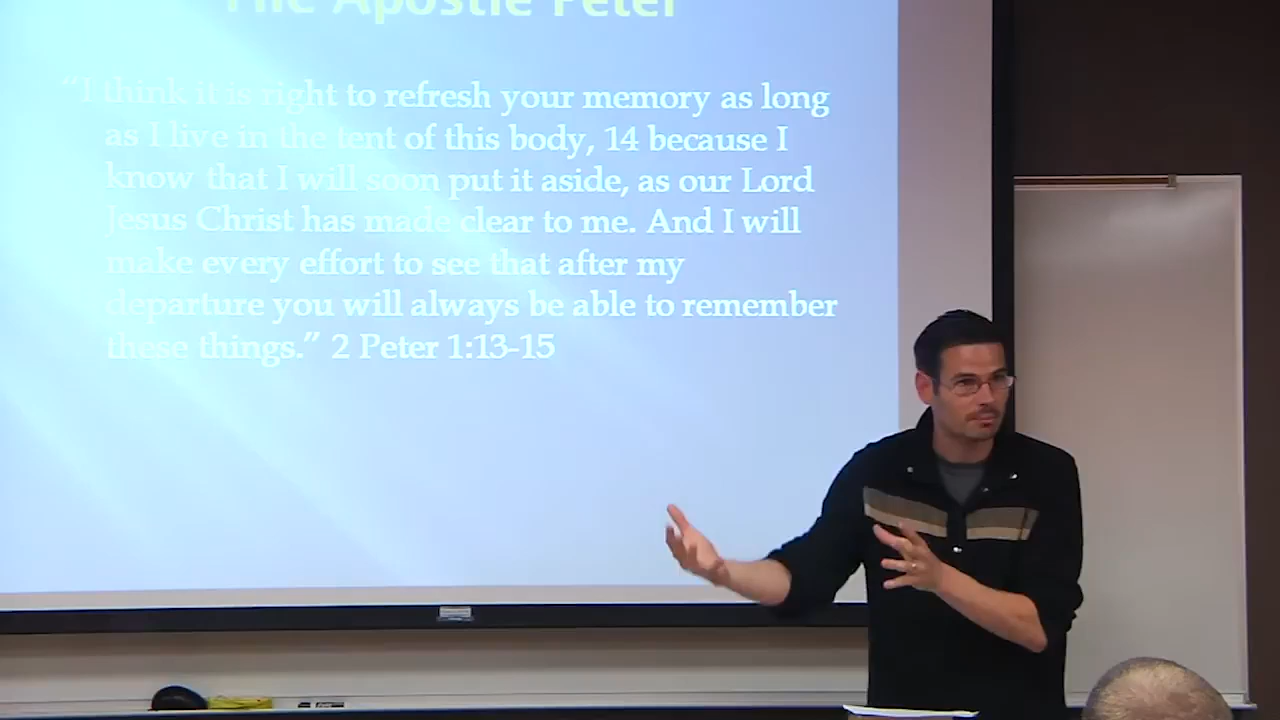 The Apostle Peter
“I think it is right to refresh your memory as long
as I live in the tent of this body, 14 because I
know that I will soon put it aside, as our Lord
Jesus Christ has made clear to me. And I will
make every effort to see that after my
departure you will always be able to remember
these things.” 2 Peter 1:13-15